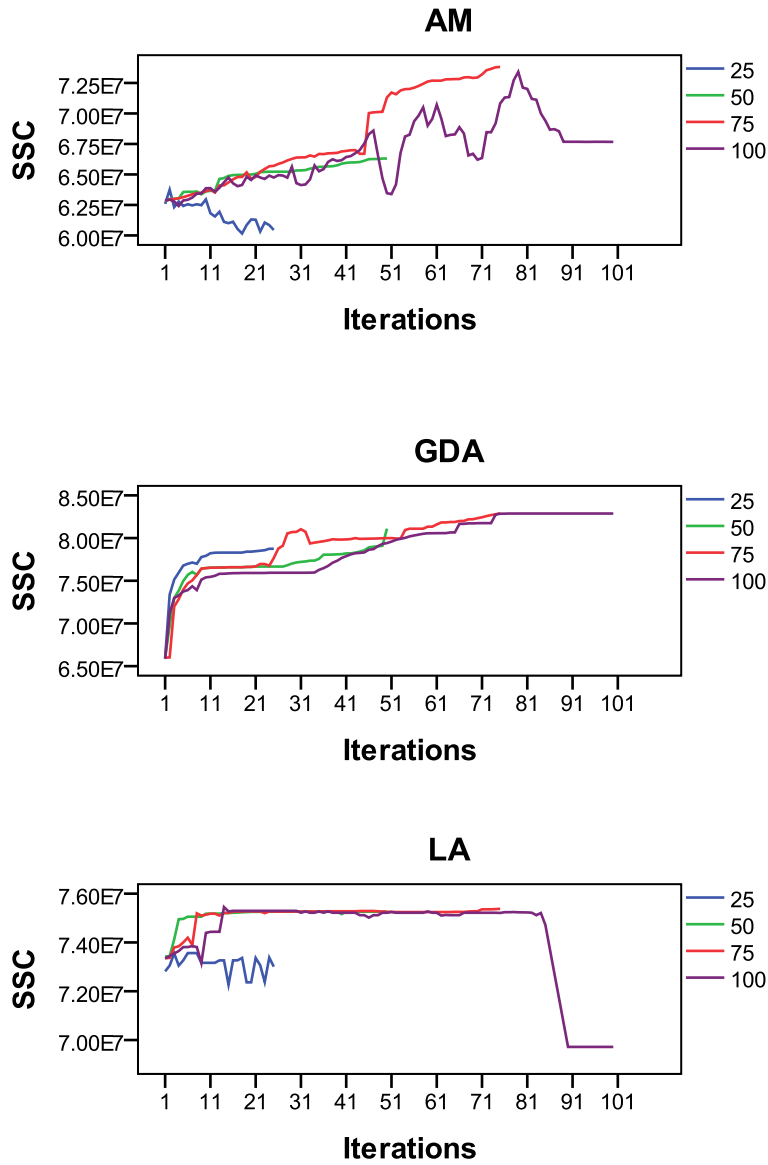 AM
SSC
7.25E7
7.00E7
6.75E7
6.50E7
6.25E7
6.00E7
1 11 21 31 41 51 61 71 81 91 101
Iterations
25
50
75
100
GDA
SSC
8.50E7
8.00E7
7.50E7
7.00E7
6.50E7
1 11 21 31 41 51 61 71 81 91 101
Iterations
25
50
75
100
LA
SSC
7.60E7
7.40E7
7.20E7
7.00E7
1 11 21 31 41 51 61 71 81 91 101
Iterations
25
50
75
100